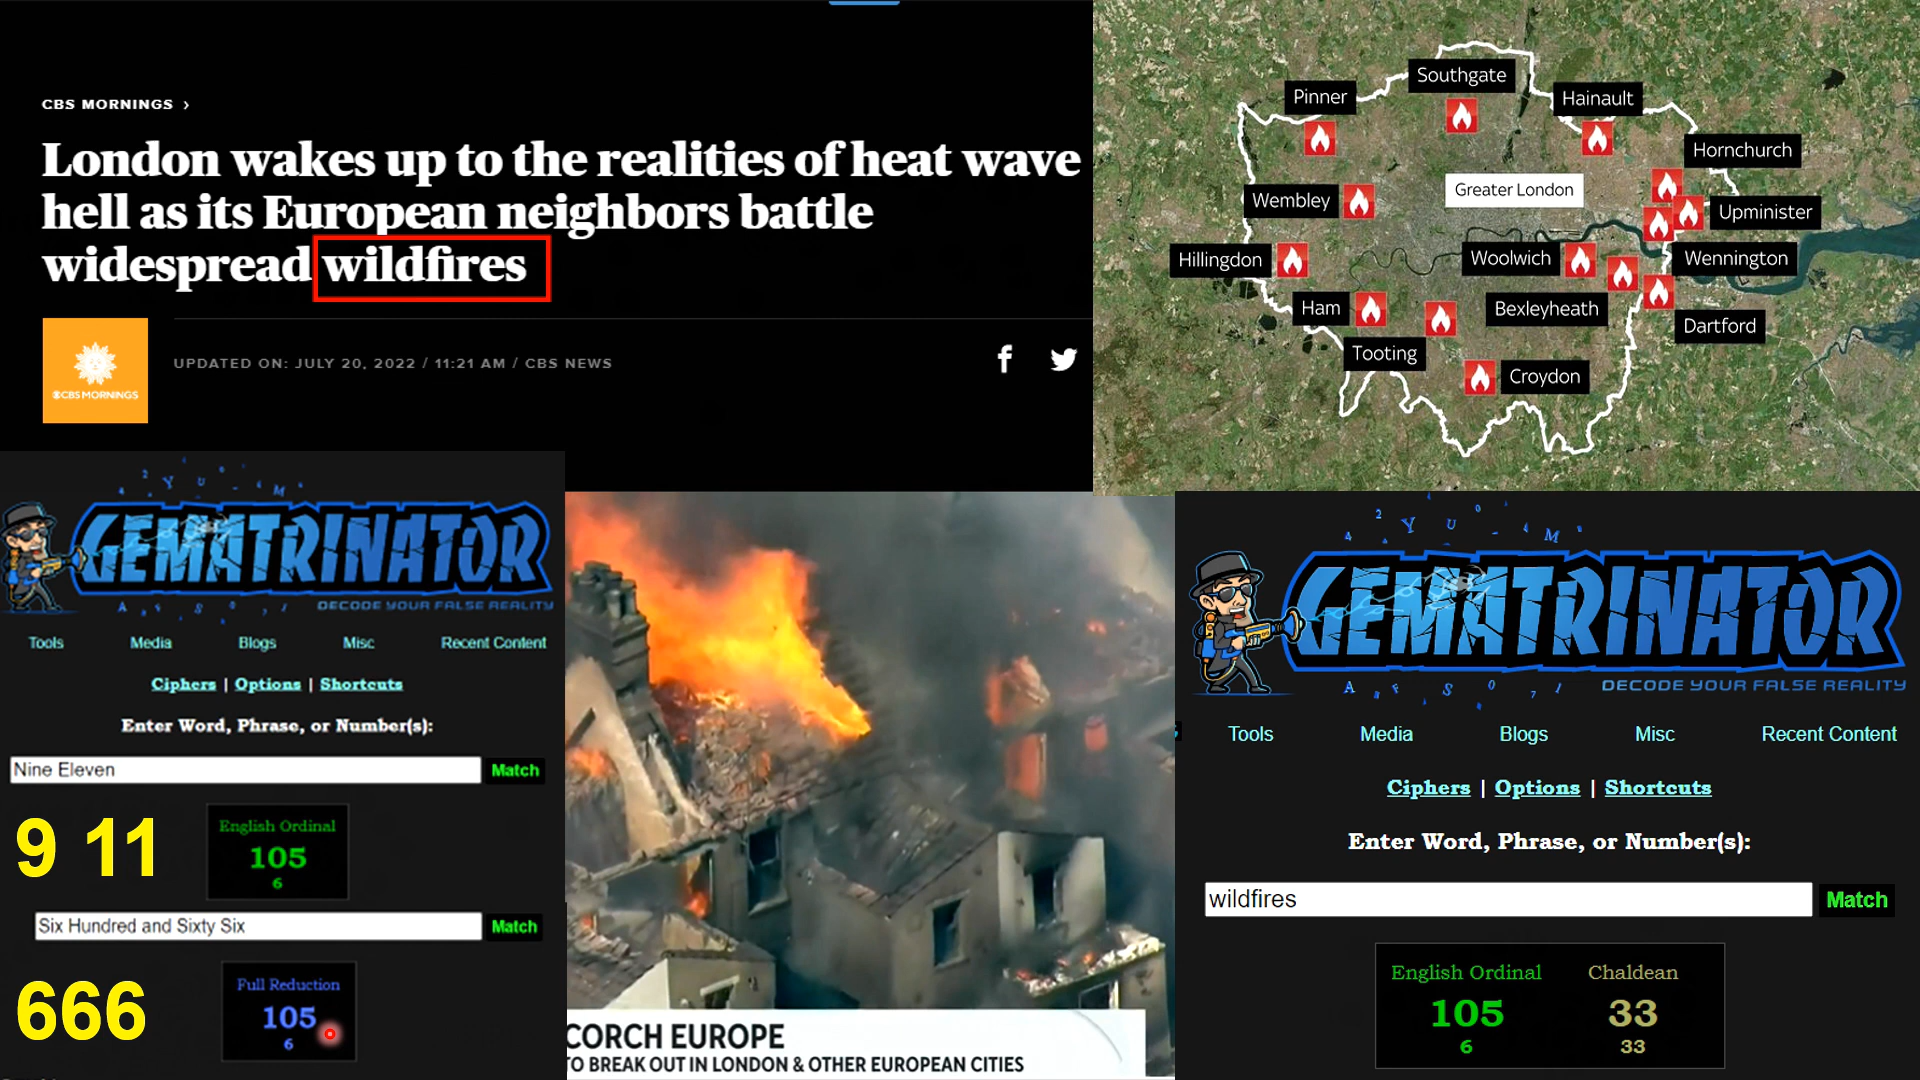 CBS MORNINGS ›
London wakes up to the realities of heat wave
hell as its European neighbors battle
widespread wildfires
CBS MORNINGS
UPDATED ON: JULY 20, 2022 / 11:21 AM / CBS NEWS
Southgate
Pinner
Hainault
Hornchurch
Greater London
Wembley
Upminister
Hillingdon
Woolwich
Wennington
Ham
Bexleyheath
Dartford
Tooting
Croydon
GEMATRINATOR
DECODE YOUR FALSE REALITY
Tools Media Blogs Misc Recent Content
Ciphers | Options | Shortcuts
Enter Word, Phrase, or Number(s):
Nine Eleven Match
9 11
English Ordinal
105
6
Six Hundred and Sixty Six Match
666
Full Reduction
105
6
CORCH EUROPE
TO BREAK OUT IN LONDON & OTHER EUROPEAN CITIES
GEMATRINATOR
DECODE YOUR FALSE REALITY
Tools Media Blogs Misc Recent Content
Ciphers | Options | Shortcuts
Enter Word, Phrase, or Number(s):
wildfires Match
English Ordinal Chaldean
105 33
6 33